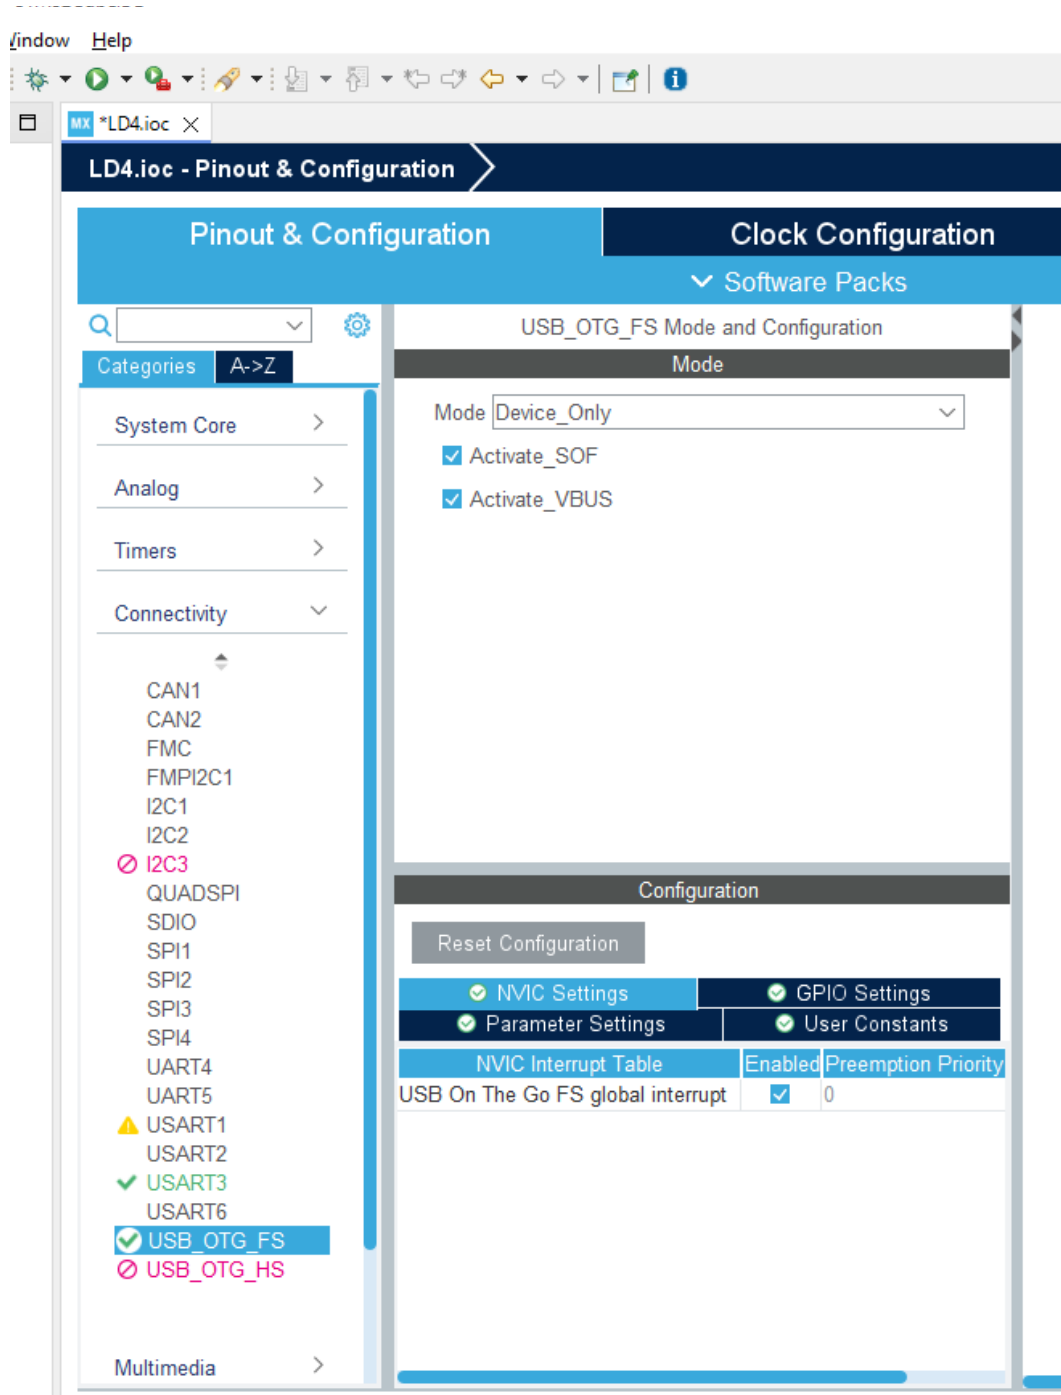 Window Help
MX *LD4.ioc
LD4.ioc - Pinout & Configuration
Pinout & Configuration
Clock Configuration
Software Packs
Categories
A->Z
System Core
Analog
Timers
Connectivity
CAN1
CAN2
FMC
FMPI2C1
I2C1
I2C2
I2C3
QUADSPI
SDIO
SPI1
SPI2
SPI3
SPI4
UART4
UART5
USART1
USART2
USART3
USART6
USB_OTG_FS
USB_OTG_HS
Multimedia
USB_OTG_FS Mode and Configuration
Mode
Mode Device_Only
Activate_SOF
Activate_VBUS
Configuration
Reset Configuration
NVIC Settings
GPIO Settings
Parameter Settings
User Constants
NVIC Interrupt Table Enabled Preemption Priority
USB On The Go FS global interrupt 0